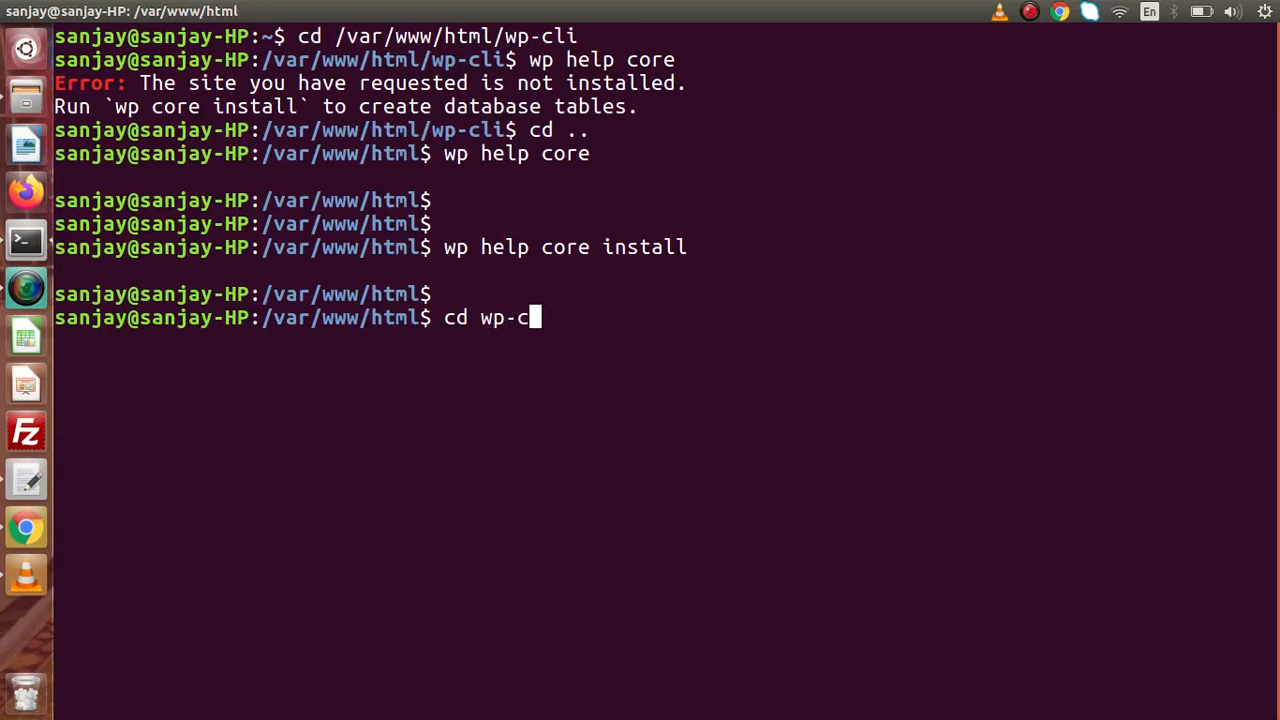 sanjay@sanjay-HP: /var/www/html
En
sanjay@sanjay-HP:~$ cd /var/www/html/wp-cli
sanjay@sanjay-HP:/var/www/html/wp-cli$ wp help core
Error: The site you have requested is not installed.
Run `wp core install` to create database tables.
sanjay@sanjay-HP:/var/www/html/wp-cli$ cd ..
sanjay@sanjay-HP:/var/www/html$ wp help core
sanjay@sanjay-HP:/var/www/html$
sanjay@sanjay-HP:/var/www/html$
sanjay@sanjay-HP:/var/www/html$ wp help core install
sanjay@sanjay-HP:/var/www/html$
sanjay@sanjay-HP:/var/www/html$ cd wp-c
>_
Fz